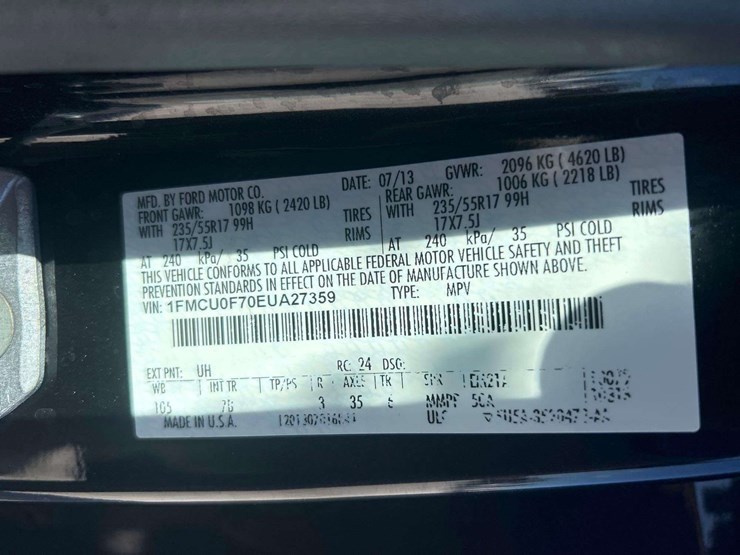 MFD. BY FORD MOTOR CO.
DATE: 07/13 GVWR: 2096 KG ( 4620 LB)
FRONT GAWR: 1098 KG ( 2420 LB)
REAR GAWR: 1006 KG ( 2218 LB)
WITH 235/55R17 99H TIRES
WITH 235/55R17 99H TIRES
17X7.5J RIMS
17X7.5J RIMS
AT 240 kPa/ 35 PSI COLD
AT 240 kPa/ 35 PSI COLD
THIS VEHICLE CONFORMS TO ALL APPLICABLE FEDERAL MOTOR VEHICLE SAFETY AND THEFT
PREVENTION STANDARDS IN EFFECT ON THE DATE OF MANUFACTURE SHOWN ABOVE.
VIN: 1FMCU0F70EUA27359 TYPE: MPV
EXT PNT: UH RC: 24 DSO:
WB INT TR TP/PS R AXLE TR SPR
105 3 35 6 MMPF
MADE IN U.S.A.